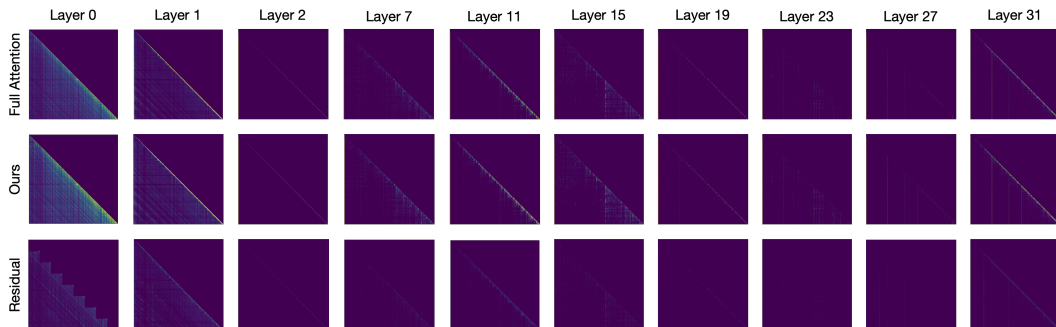 Layer 0 Layer 1 Layer 2 Layer 7 Layer 11 Layer 15 Layer 19 Layer 23 Layer 27 Layer 31
Full Attention
Ours
Residual